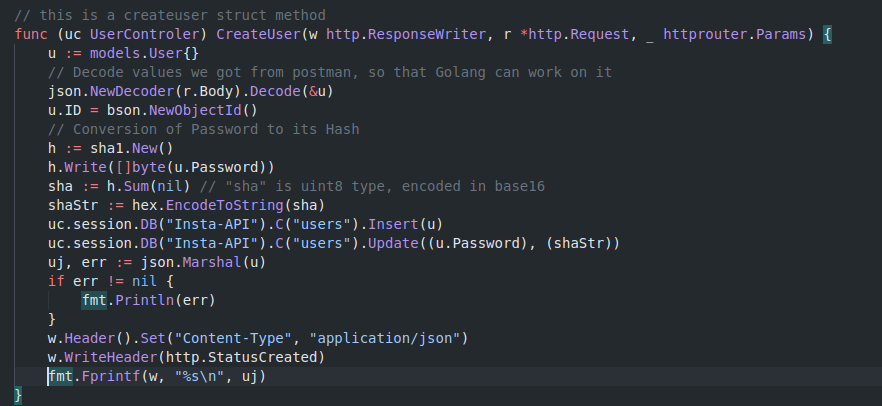 // this is a createuser struct method
func (uc UserControler) CreateUser(w http.ResponseWriter, r *http.Request, _ httprouter.Params) {
    u := models.User{}
    // Decode values we got from postman, so that Golang can work on it
    json.NewDecoder(r.Body).Decode(&u)
    u.ID = bson.NewObjectId()
    // Conversion of Password to its Hash
    h := sha1.New()
    h.Write([]byte(u.Password))
    sha := h.Sum(nil) // "sha" is uint8 type, encoded in base16
    shaStr := hex.EncodeToString(sha)
    uc.session.DB("Insta-API").C("users").Insert(u)
    uc.session.DB("Insta-API").C("users").Update((u.Password), (shaStr))
    uj, err := json.Marshal(u)
    if err != nil {
        fmt.Println(err)
    }
    w.Header().Set("Content-Type", "application/json")
    w.WriteHeader(http.StatusCreated)
    fmt.Fprintf(w, "%s\n", uj)
}